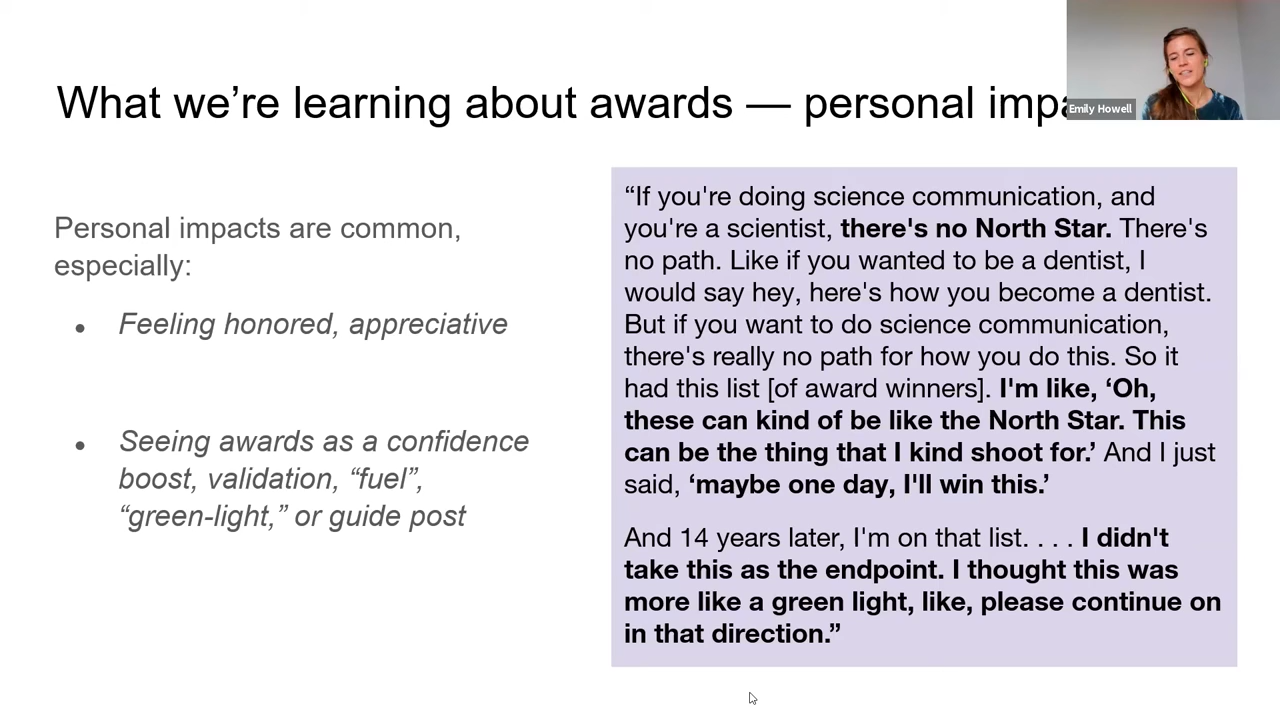 What we're learning about awards — personal impa
Emily Howell
Personal impacts are common,
especially:
● Feeling honored, appreciative
● Seeing awards as a confidence
boost, validation, “fuel”,
“green-light,” or guide post
“If you're doing science communication, and
you're a scientist, there's no North Star. There's
no path. Like if you wanted to be a dentist, I
would say hey, here's how you become a dentist.
But if you want to do science communication,
there's really no path for how you do this. So it
had this list [of award winners]. I'm like, ‘Oh,
these can kind of be like the North Star. This
can be the thing that I kind shoot for.’ And I just
said, ‘maybe one day, I'll win this.’
And 14 years later, I'm on that list. . . . I didn't
take this as the endpoint. I thought this was
more like a green light, like, please continue on
in that direction.”